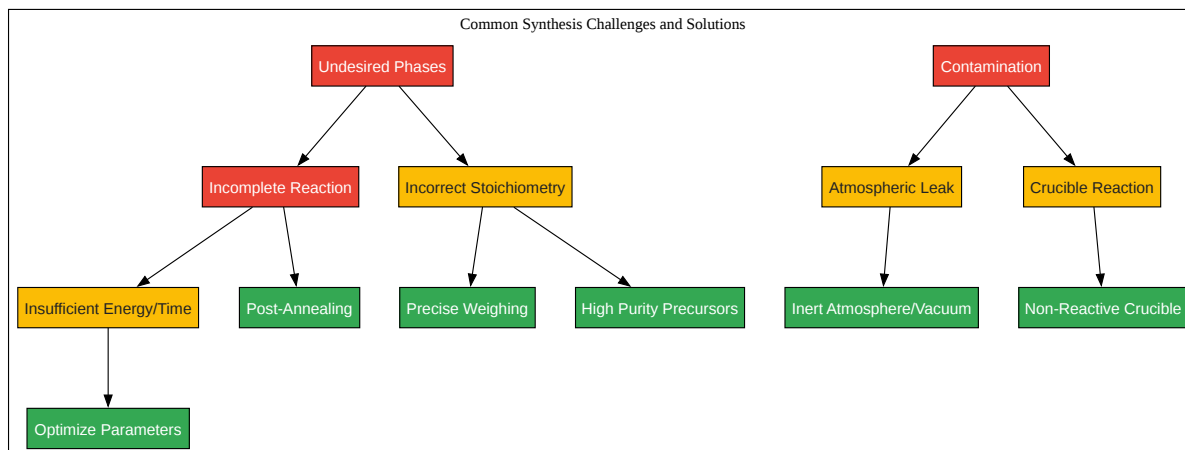 Common Synthesis Challenges and Solutions
Undesired Phases
Contamination
Incomplete Reaction
Incorrect Stoichiometry
Atmospheric Leak
Crucible Reaction
Insufficient Energy/Time
Post-Annealing
Precise Weighing
High Purity Precursors
Inert Atmosphere/Vacuum
Non-Reactive Crucible
Optimize Parameters